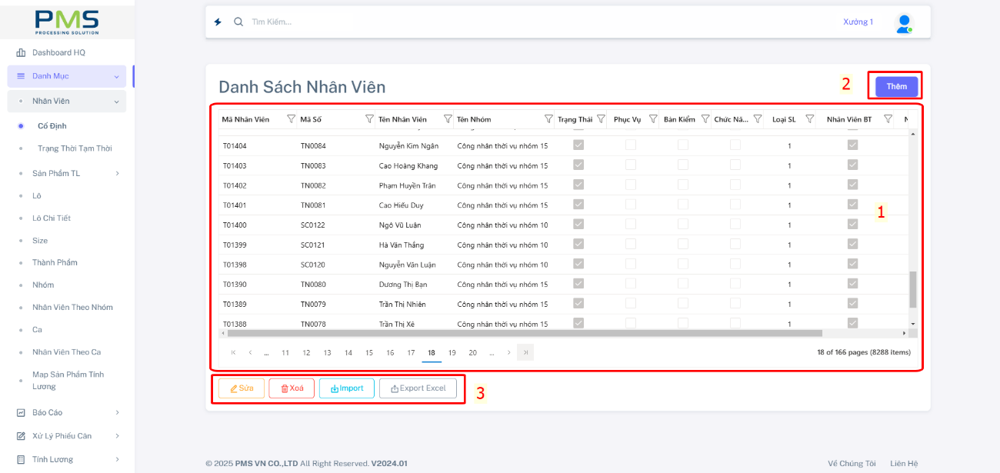 PMS
PROCESSING SOLUTION
Dashboard HQ
Danh Mục
Nhân Viên
Cố Định
Trạng Thời Tạm Thời
Sản Phẩm TL
Lô
Lô Chi Tiết
Size
Thành Phẩm
Nhóm
Nhân Viên Theo Nhóm
Ca
Nhân Viên Theo Ca
Map Sản Phẩm Tính
Lương
Báo Cáo
Xử Lý Phiếu Cân
Tính Lương
Tìm Kiếm...
Xưởng 1
Danh Sách Nhân Viên
2
Thêm
Mã Nhân Viên Mã Số Tên Nhân Viên Tên Nhóm Trạng Thái Phục Vụ Bàn Kiểm Chức Nă... Loại SL Nhân Viên BT N
T01404 TN0084 Nguyễn Kim Ngân Công nhân thời vụ nhóm 15 1
T01403 TN0083 Cao Hoàng Khang Công nhân thời vụ nhóm 15 1
T01402 TN0082 Phạm Huyền Trân Công nhân thời vụ nhóm 15 1
T01401 TN0081 Cao Hiếu Duy Công nhân thời vụ nhóm 15 1
1
T01400 SC0122 Ngô Vũ Luận Công nhân thời vụ nhóm 10 1
T01399 SC0121 Hà Văn Thắng Công nhân thời vụ nhóm 10 1
T01398 SC0120 Nguyễn Văn Luận Công nhân thời vụ nhóm 10 1
T01390 TN0080 Dương Thị Bạn Công nhân thời vụ nhóm 15 1
T01389 TN0079 Trần Thị Nhiên Công nhân thời vụ nhóm 15 1
T01388 TN0078 Trần Thị Xê Công nhân thời vụ nhóm 15 1
... 11 12 13 14 15 16 17 18 19 20 ...
18 of 166 pages (8288 items)
Sửa Xoá Import Export Excel
3
© 2025 PMS VN CO.,LTD All Right Reserved. V2024.01
Về Chúng Tôi Liên Hệ